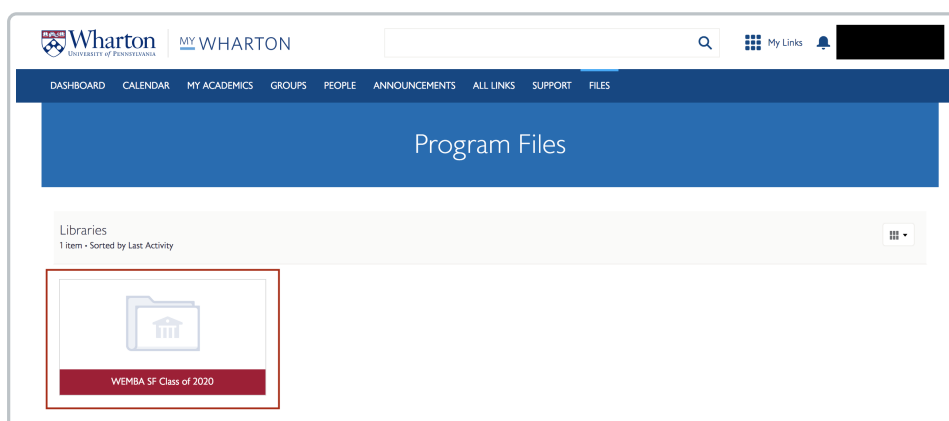 Wharton
UNIVERSITY of PENNSYLVANIA
MY WHARTON
My Links
DASHBOARD CALENDAR MY ACADEMICS GROUPS PEOPLE ANNOUNCEMENTS ALL LINKS SUPPORT FILES
Program Files
Libraries
1 item • Sorted by Last Activity
WEMBA SF Class of 2020